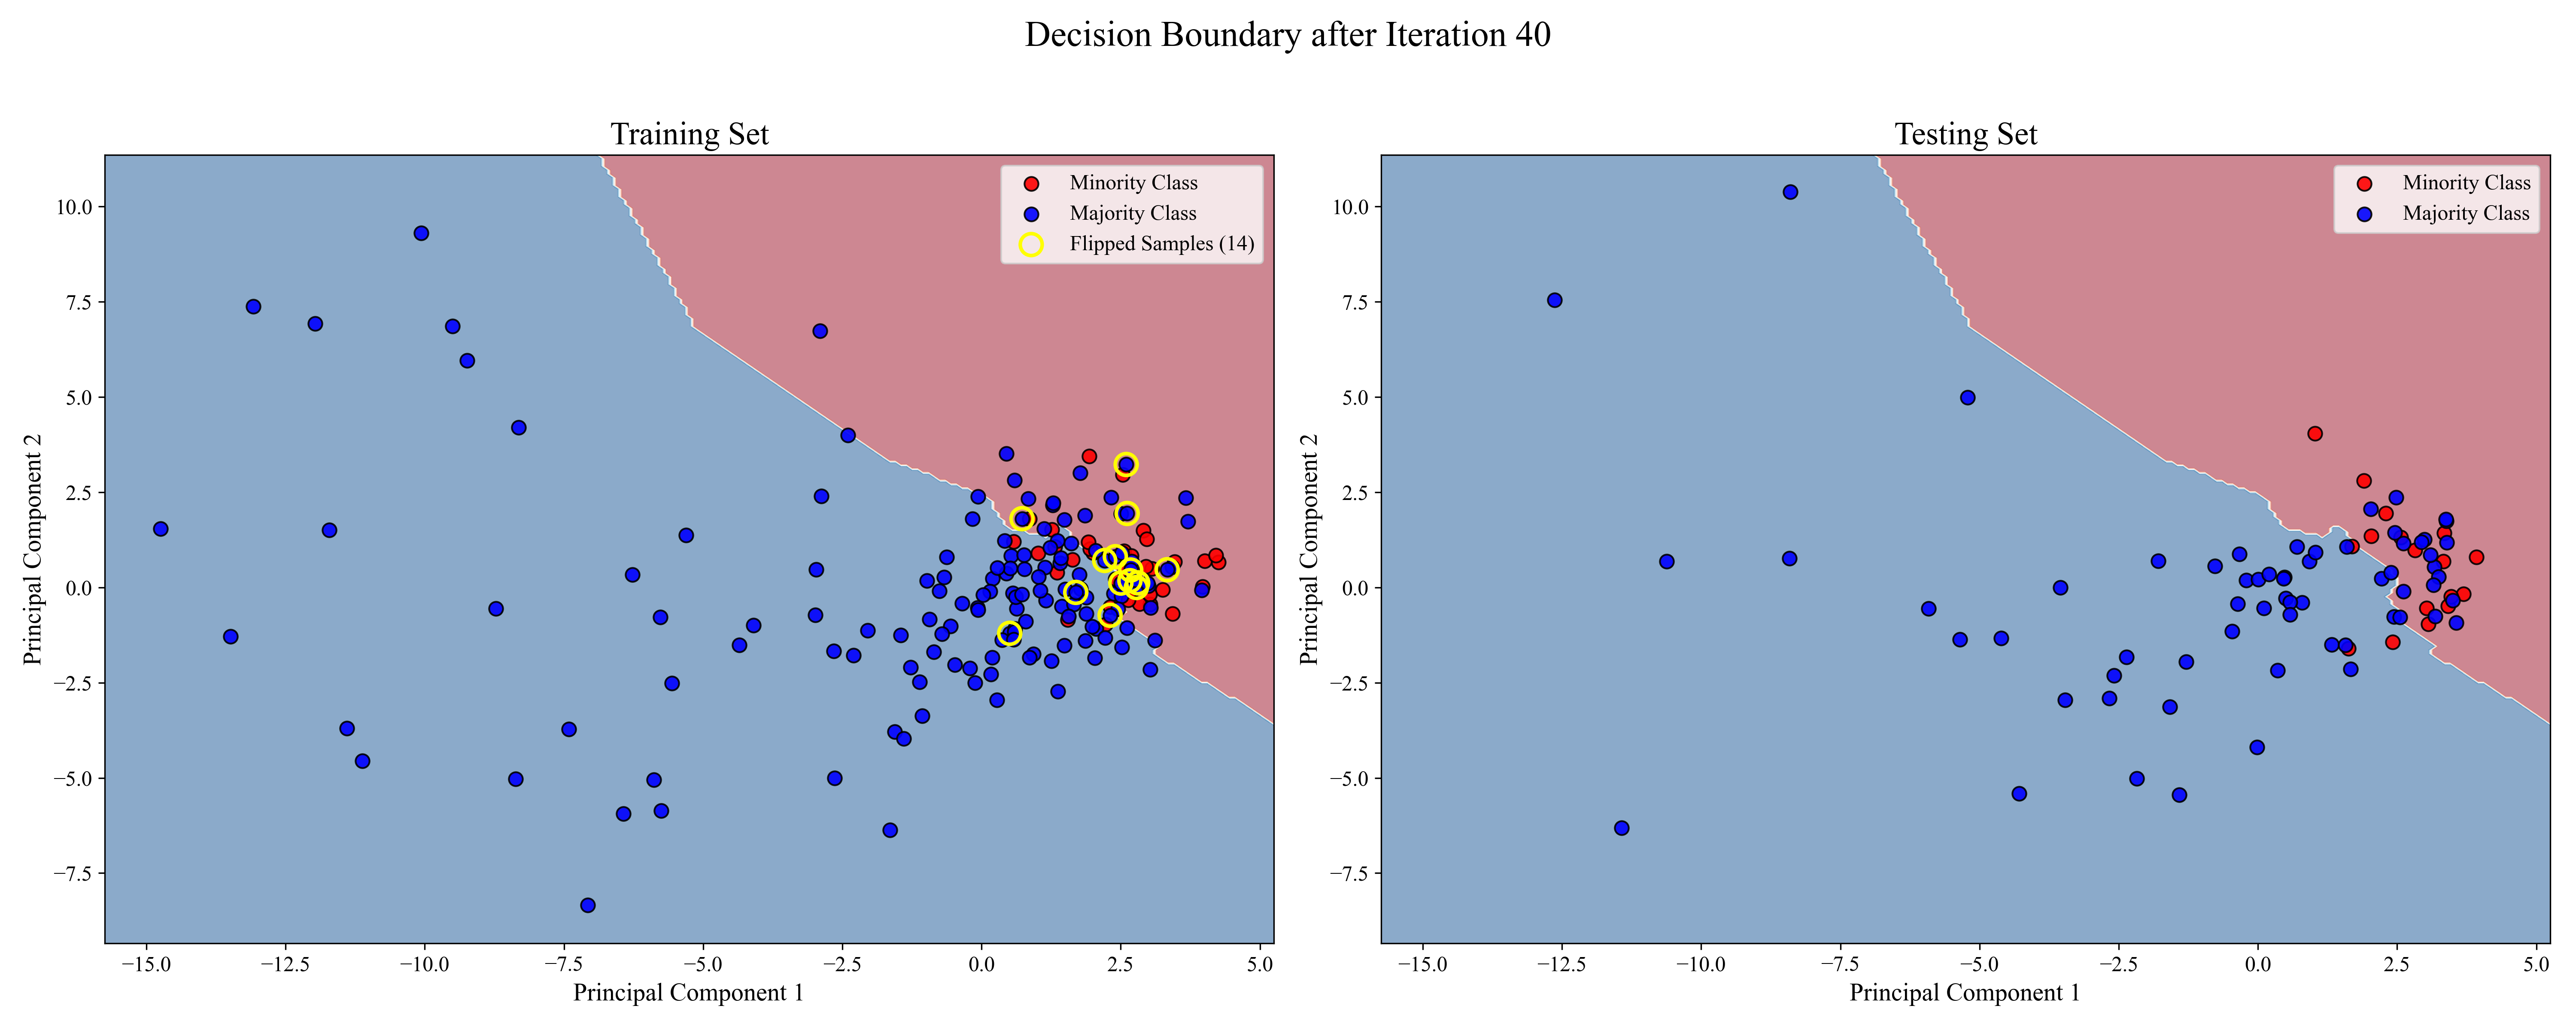 Decision Boundary after Iteration 40
Training Set
Minority Class
Majority Class
Flipped Samples (14)
10.0
7.5
5.0
2.5
0.0
−2.5
−5.0
−7.5
Principal Component 2
−15.0 −12.5 −10.0 −7.5 −5.0 −2.5 0.0 2.5 5.0
Principal Component 1
Testing Set
Minority Class
Majority Class
10.0
7.5
5.0
2.5
0.0
−2.5
−5.0
−7.5
Principal Component 2
−15.0 −12.5 −10.0 −7.5 −5.0 −2.5 0.0 2.5 5.0
Principal Component 1